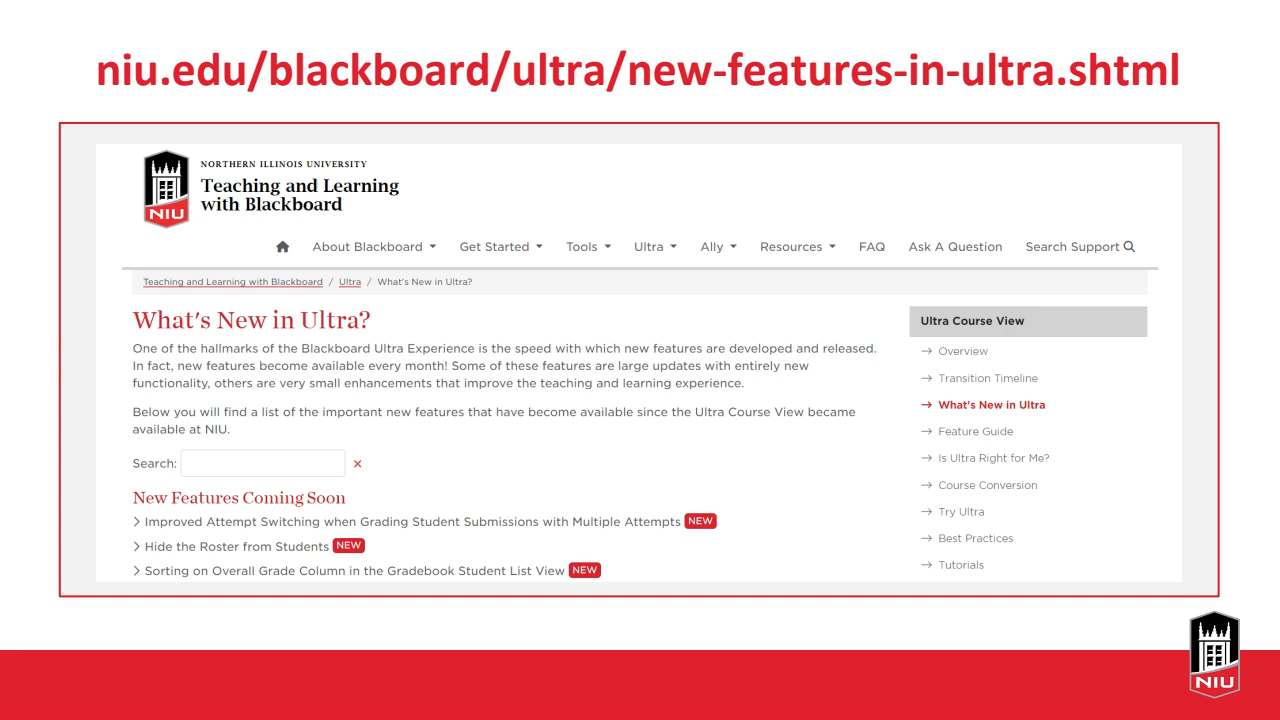 niu.edu/blackboard/ultra/new-features-in-ultra.shtml
NIU
NORTHERN ILLINOIS UNIVERSITY
Teaching and Learning
with Blackboard
About Blackboard Get Started Tools Ultra Ally Resources FAQ Ask A Question Search Support
Teaching and Learning with Blackboard / Ultra / What's New in Ultra?
What's New in Ultra?
One of the hallmarks of the Blackboard Ultra Experience is the speed with which new features are developed and released.
In fact, new features become available every month! Some of these features are large updates with entirely new
functionality, others are very small enhancements that improve the teaching and learning experience.
Below you will find a list of the important new features that have become available since the Ultra Course View became
available at NIU.
Search:
New Features Coming Soon
Improved Attempt Switching when Grading Student Submissions with Multiple Attempts NEW
Hide the Roster from Students NEW
Sorting on Overall Grade Column in the Gradebook Student List View NEW
Ultra Course View
Overview
Transition Timeline
What's New in Ultra
Feature Guide
Is Ultra Right for Me?
Course Conversion
Try Ultra
Best Practices
Tutorials
NIU